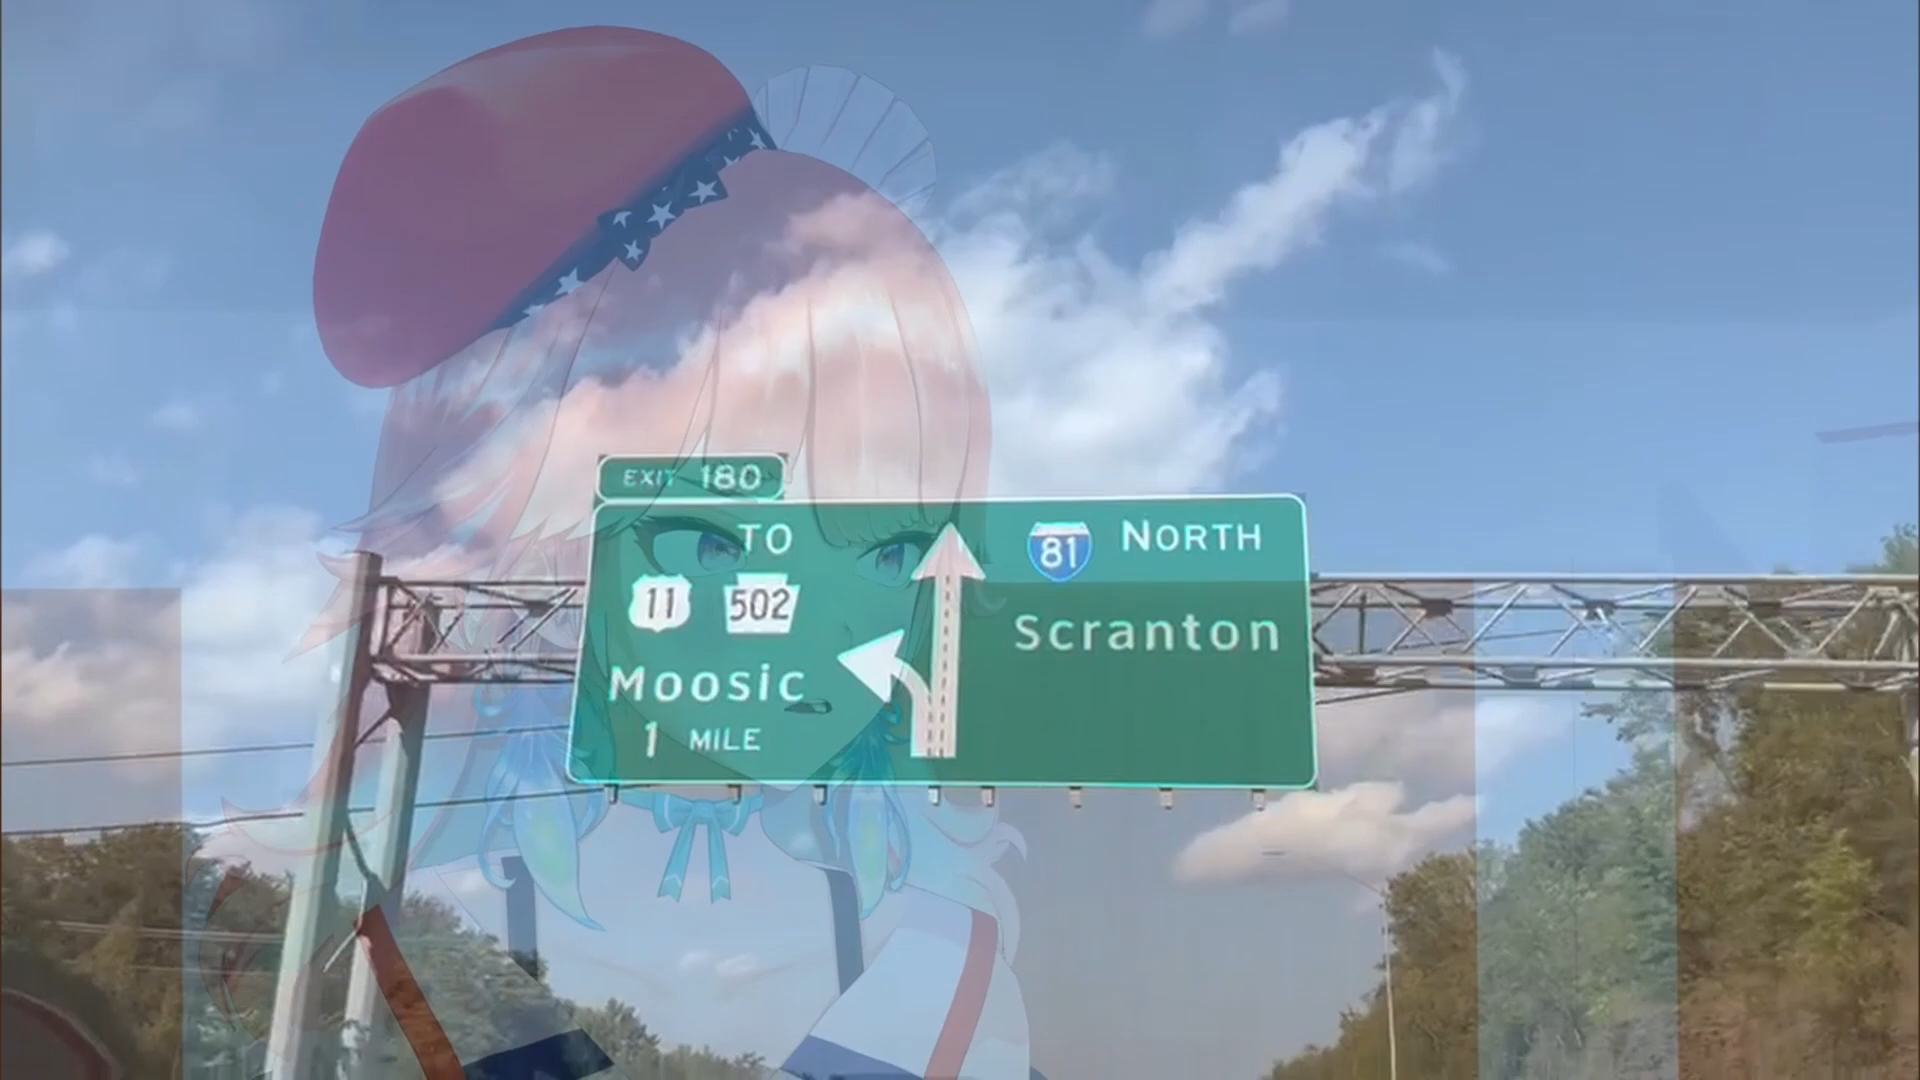 EXIT 180
TO
11 502
Moosic
1 MILE
81 NORTH
Scranton